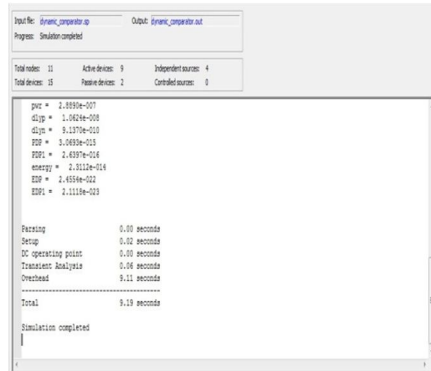 Input file: dynamic_comparator.sp Output: dynamic_comparator.out
Progress: Simulation completed
Total nodes: 11 Active devices: 9 Independent sources: 4
Total devices: 15 Passive devices: 2 Controlled sources: 0
pwr = 2.8890e-007
dlyp = 1.0624e-008
dlyn = 9.1370e-010
PDP = 3.0693e-015
PDP1 = 2.6397e-016
energy = 2.3112e-014
EDP = 2.4554e-022
EDP1 = 2.1118e-023
Parsing 0.00 seconds
Setup 0.02 seconds
DC operating point 0.00 seconds
Transient Analysis 0.06 seconds
Overhead 9.11 seconds
-----------------------------------------
Total 9.19 seconds
Simulation completed